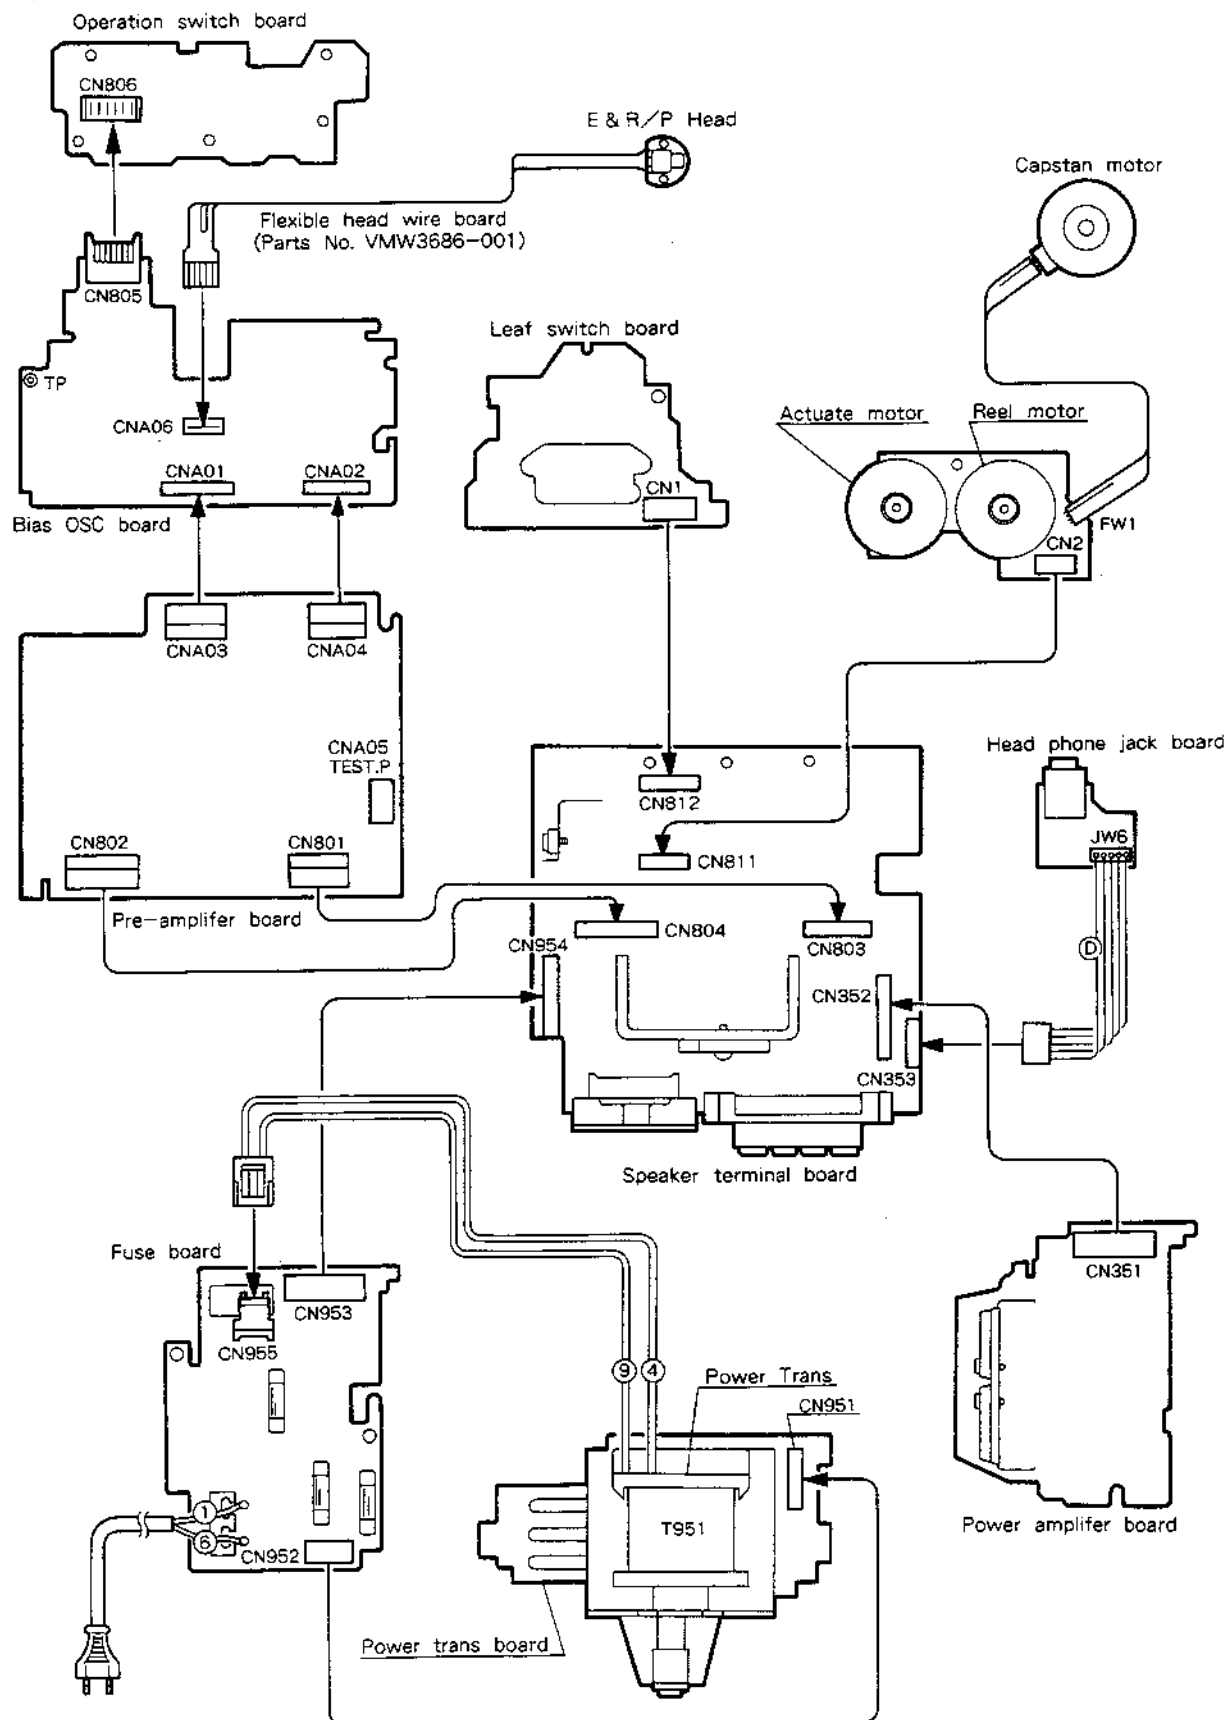 Operation switch board
CN806
E & R/P Head
Capstan motor
Flexible head wire board
(Parts No. VMW3686-001)
CN805
Leaf switch board
TP
Actuate motor
Reel motor
CNA06
CNA01
CNA02
CN1
Bias OSC board
FW1
CN2
CNA03
CNA04
CNA05
TEST.P
Head phone jack board
CN812
JW6
CN802
CN801
CN811
Pre-amplifer board
CN804
CN803
CN954
D
CN352
CN353
Speaker terminal board
Fuse board
CN953
CN351
CN955
9
4
Power Trans
CN951
1
6
T951
Power amplifer board
CN952
Power trans board